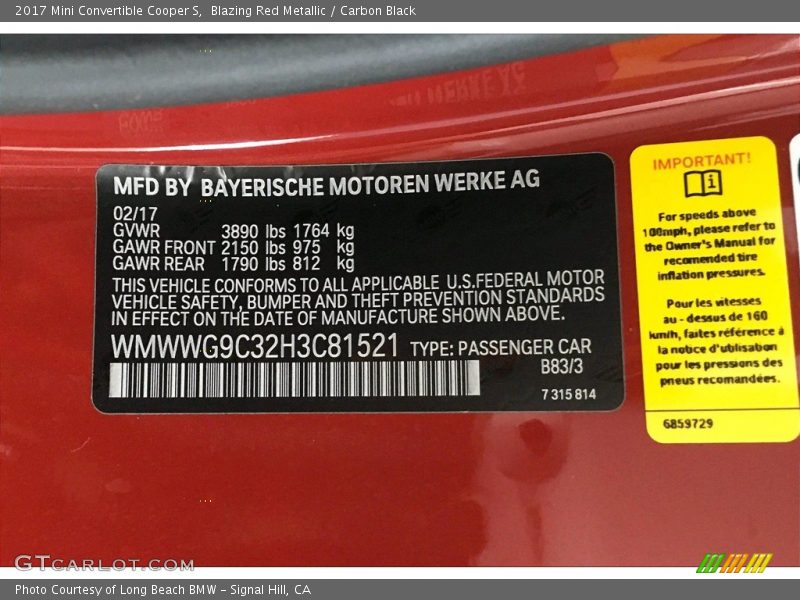 2017 Mini Convertible Cooper S, Blazing Red Metallic / Carbon Black
MFD BY BAYERISCHE MOTOREN WERKE AG
02/17
GVWR 3890 lbs 1764 kg
GAWR FRONT 2150 lbs 975 kg
GAWR REAR 1790 lbs 812 kg
THIS VEHICLE CONFORMS TO ALL APPLICABLE U.S.FEDERAL MOTOR
VEHICLE SAFETY, BUMPER AND THEFT PREVENTION STANDARDS
IN EFFECT ON THE DATE OF MANUFACTURE SHOWN ABOVE.
WMWWG9C32H3C81521 TYPE: PASSENGER CAR
B83/3
7 315 814
IMPORTANT!
For speeds above
100mph, please refer to
the Owner's Manual for
recomended tire
inflation pressures.
Pour les vitesses
au - dessus de 160
km/h, faites référence à
la notice d'utlisation
pour les pressions des
pneus recomandées.
6859729
GTCARLOT.COM
Photo Courtesy of Long Beach BMW - Signal Hill, CA